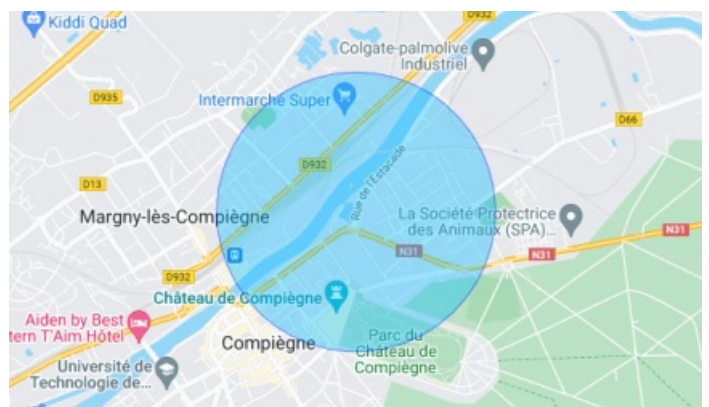 Kiddi Quad
D932
Colgate-palmolive
Industriel
D935
Intermarché Super
D66
D932
Rue de l'Estacade
D13
Margny-lès-Compiègne
La Société Protectrice
des Animaux (SPA)...
N31
N31
D932
Château de Compiègne
Aiden by Best
tern T'Aim Hôtel
Compiègne
Parc du
Château de
Compiègne
Université de
Technologie de...